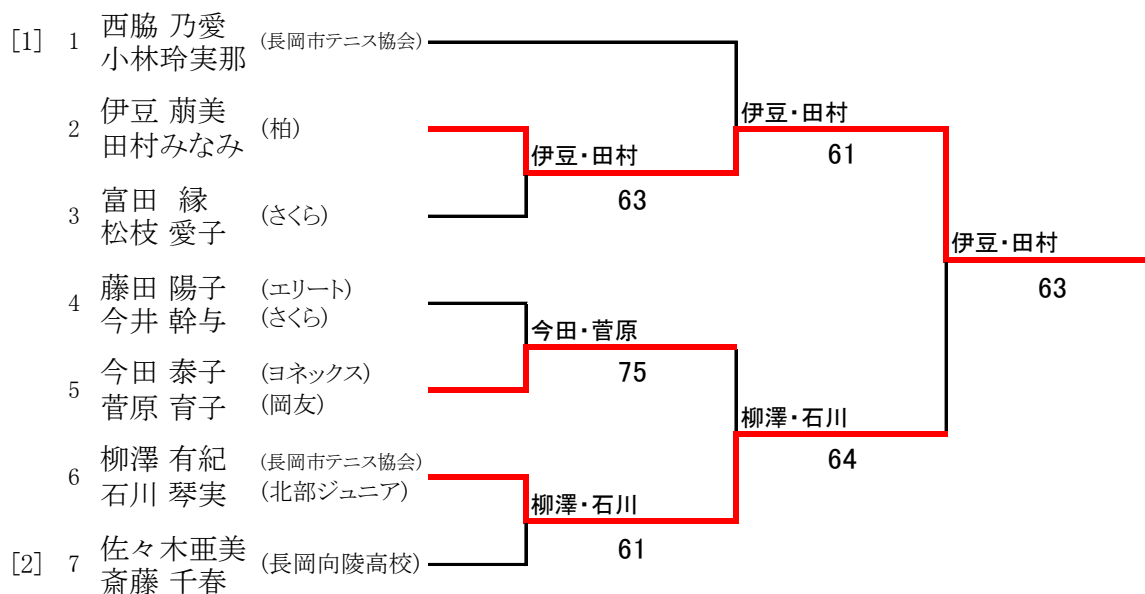 [1] 1 西脇 乃愛 (長岡市テニス協会)
小林玲実那
2 伊豆 萠美 (柏)
田村みなみ
3 富田 縁 (さくら)
松枝 愛子
4 藤田 陽子 (エリート)
今井 幹与 (さくら)
5 今田 泰子 (ヨネックス)
菅原 育子 (岡友)
6 柳澤 有紀 (長岡市テニス協会)
石川 琴実 (北部ジュニア)
[2] 7 佐々木亜美 (長岡向陵高校)
斎藤 千春
伊豆・田村
63
今田・菅原
75
柳澤・石川
61
伊豆・田村
61
柳澤・石川
64
伊豆・田村
63